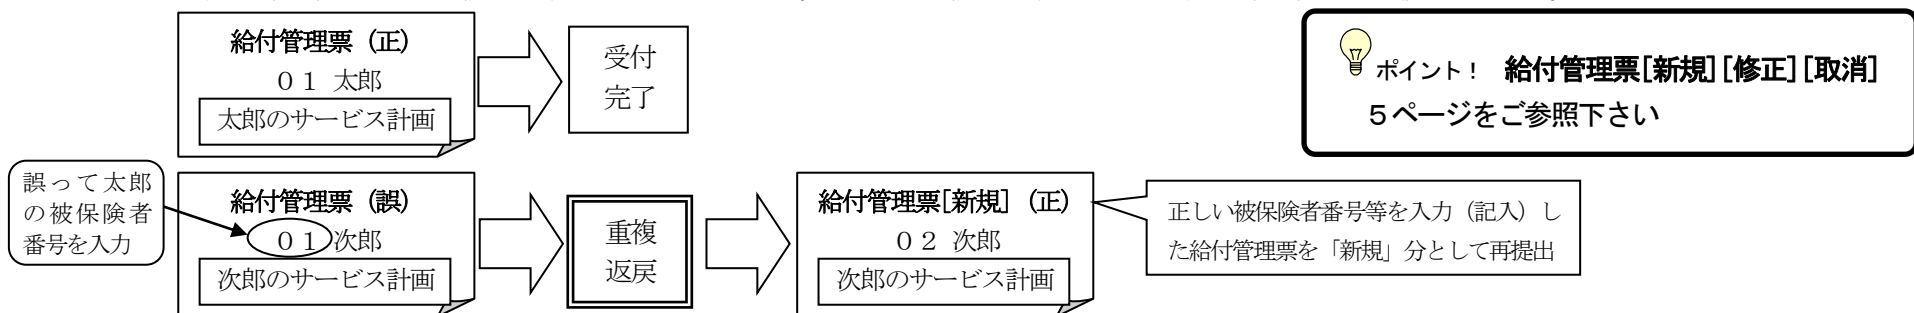 給付管理票（正）
０１ 太郎
太郎のサービス計画
受付
完了
ポイント！ 給付管理票[新規][修正][取消]
５ページをご参照下さい
誤って太郎
の被保険者
番号を入力
給付管理票（誤）
０１ 次郎
次郎のサービス計画
重複
返戻
給付管理票[新規]（正）
０２ 次郎
次郎のサービス計画
正しい被保険者番号等を入力（記入）し
た給付管理票を「新規」分として再提出